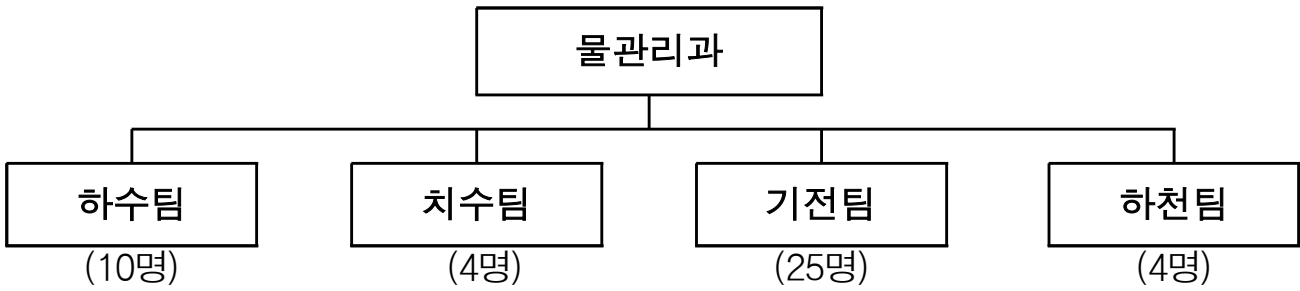 물관리과
하수팀 치수팀 기전팀 하천팀
(10명) (4명) (25명) (4명)